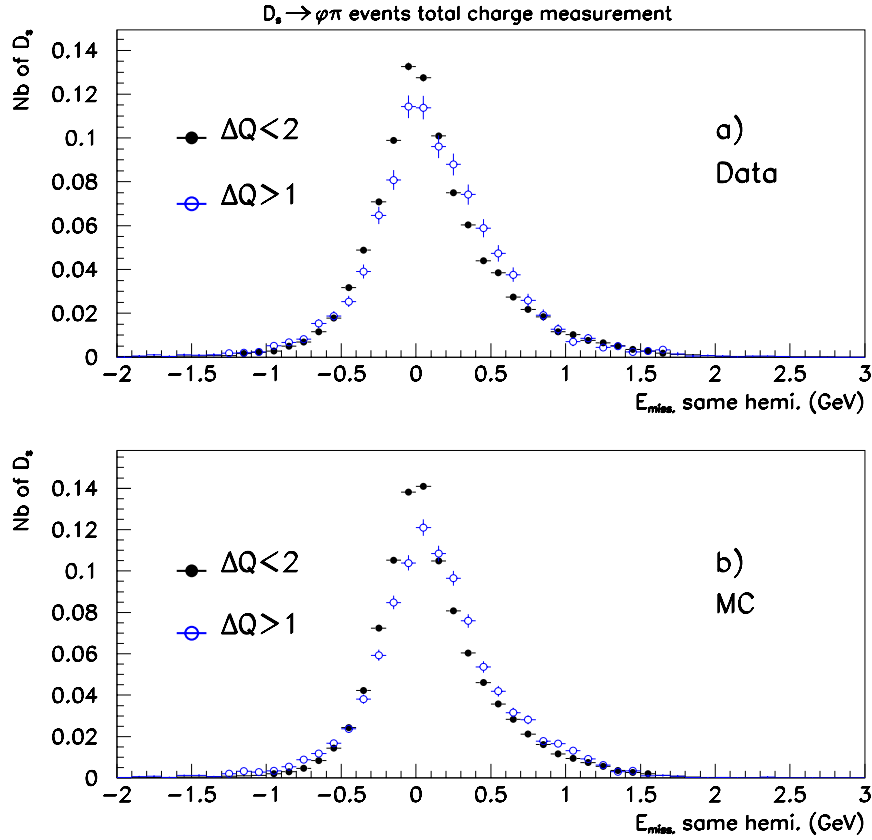 Dₛ → φπ events total charge measurement
Nb of Dₛ
0.14
0.12
0.1
0.08
0.06
0.04
0.02
0
ΔQ<2
ΔQ>1
a)
Data
−2 −1.5 −1 −0.5 0 0.5 1 1.5 2 2.5 3
E_miss. same hemi. (GeV)
Nb of Dₛ
0.14
0.12
0.1
0.08
0.06
0.04
0.02
0
ΔQ<2
ΔQ>1
b)
MC
−2 −1.5 −1 −0.5 0 0.5 1 1.5 2 2.5 3
E_miss. same hemi. (GeV)